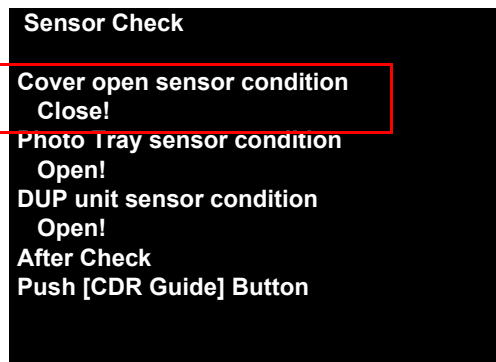 Sensor Check
Cover open sensor condition
Close!
Photo Tray sensor condition
Open!
DUP unit sensor condition
Open!
After Check
Push [CDR Guide] Button